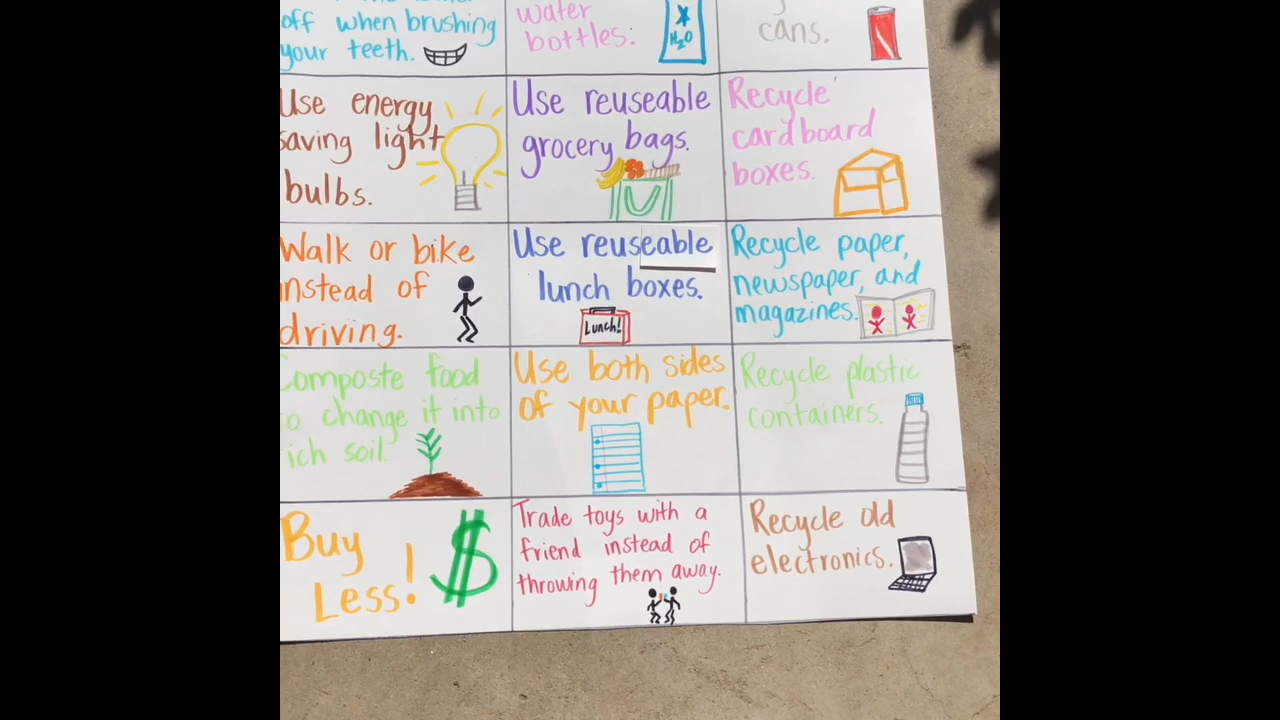 off when brushing
your teeth.
water
bottles.
H2O
cans.
Use energy
saving light
bulbs.
Use reuseable
grocery bags.
Recycle
cardboard
boxes.
Walk or bike
instead of
driving.
Use reuseable
lunch boxes.
Lunch!
Recycle paper,
newspaper, and
magazines.
Composte food
to change it into
rich soil.
Use both sides
of your paper.
Recycle plastic
containers.
Buy
Less!
$
Trade toys with a
friend instead of
throwing them away.
Recycle old
electronics.